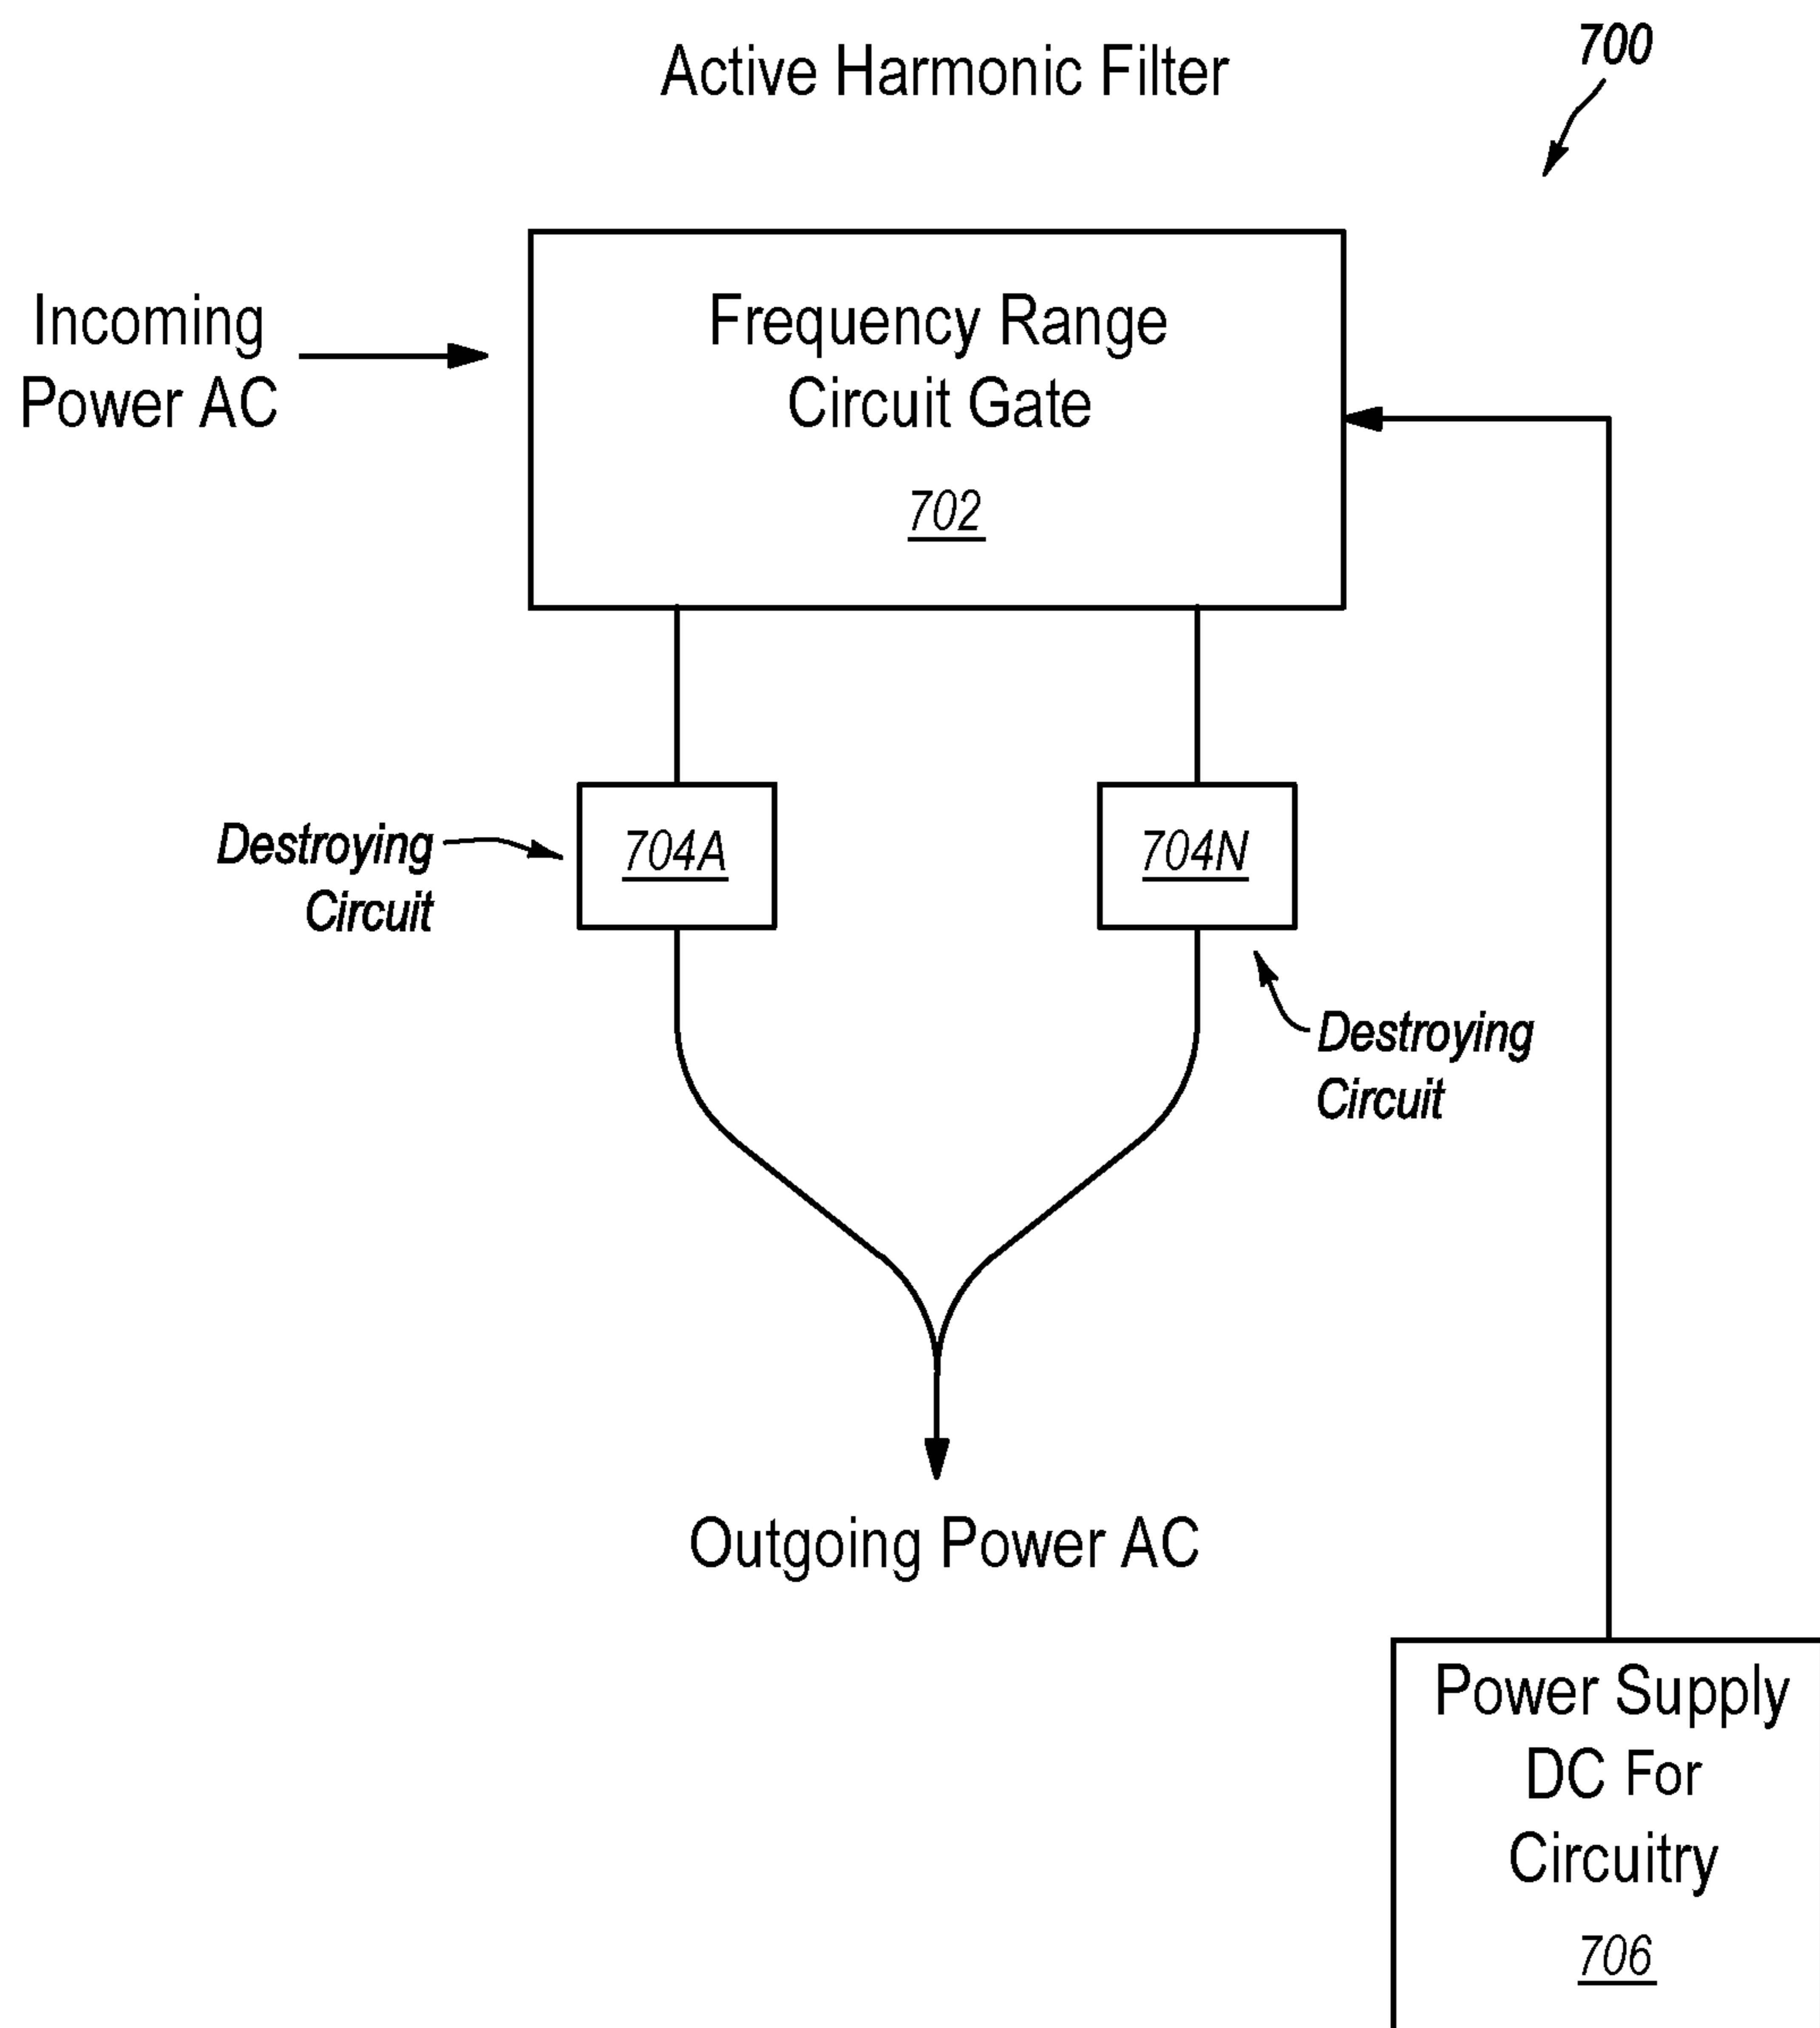 Active Harmonic Filter
700
Incoming
Power AC
Frequency Range
Circuit Gate
702
Destroying
Circuit
704A
704N
Destroying
Circuit
Outgoing Power AC
Power Supply
DC For
Circuitry
706